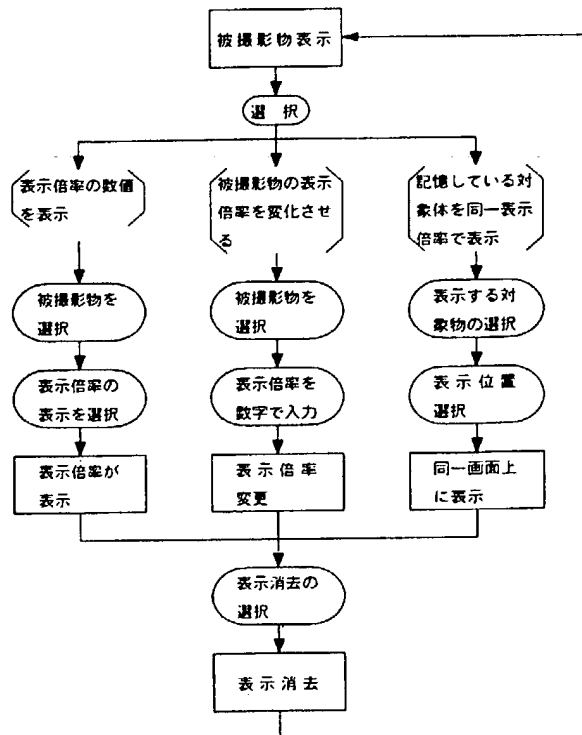 被撮影物表示
選択
表示倍率の数値
を表示
被撮影物の表示
倍率を変化させ
る
記憶している対
象体を同一表示
倍率で表示
被撮影物を
選択
被撮影物を
選択
表示する対
象物の選択
表示倍率の
表示を選択
表示倍率を
数字で入力
表示位置
選択
表示倍率が
表示
表示倍率
変更
同一画面上
に表示
表示消去の
選択
表示消去